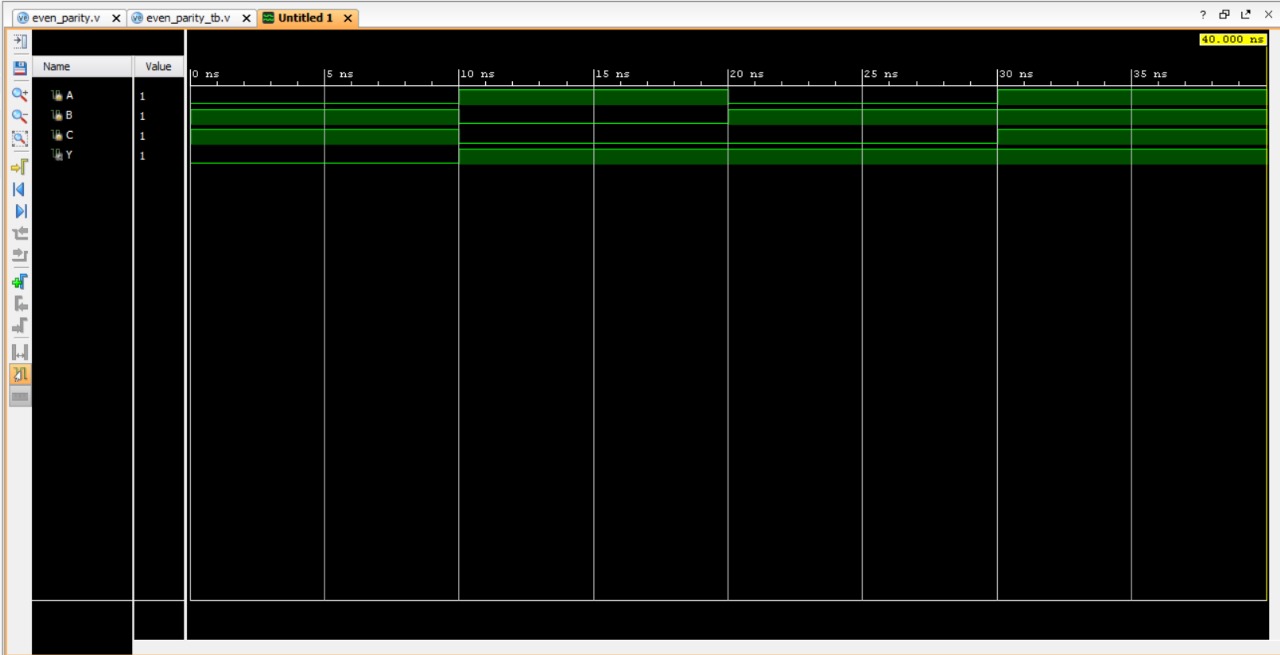 even_parity.v X even_parity_tb.v X Untitled 1 X
40.000 ns
Name Value
0 ns 5 ns 10 ns 15 ns 20 ns 25 ns 30 ns 35 ns
A 1
B 1
C 1
Y 1